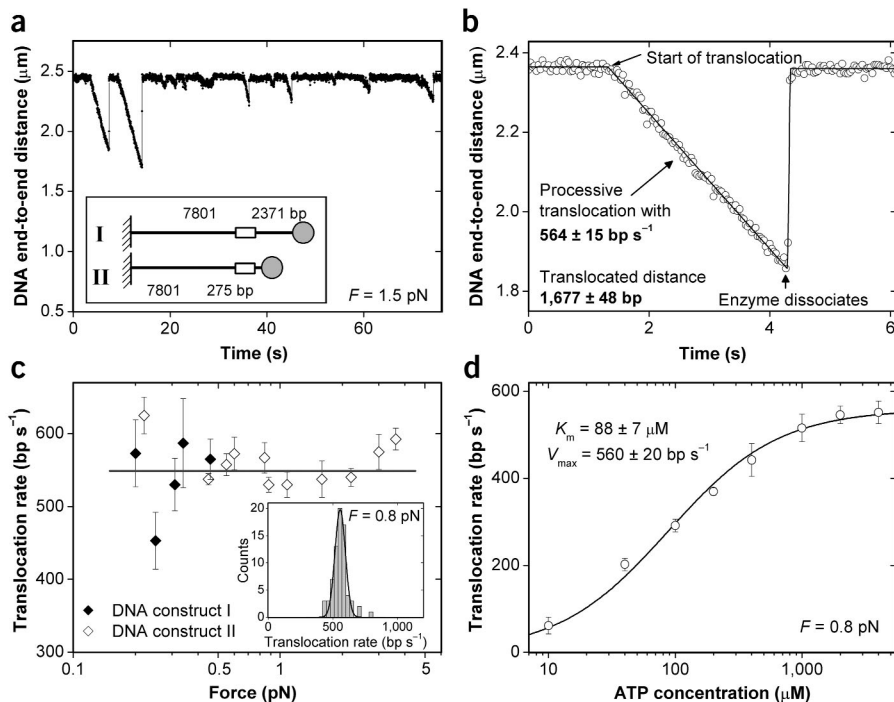 a
DNA end-to-end distance (μm)
3.0
2.5
2.0
1.5
1.0
0.5
7801 2371 bp
I
II
7801 275 bp
F = 1.5 pN
0 20 40 60
Time (s)
b
DNA end-to-end distance (μm)
2.4
2.2
2.0
1.8
Start of translocation
Processive
translocation with
564 ± 15 bp s⁻¹
Translocated distance
1,677 ± 48 bp
Enzyme dissociates
0 2 4 6
Time (s)
c
Translocation rate (bp s⁻¹)
700
600
500
400
300
F = 0.8 pN
Counts
20
15
10
5
0
0 500 1,000
Translocation rate (bp s⁻¹)
DNA construct I
DNA construct II
0.1 1 5
Force (pN)
d
Translocation rate (bp s⁻¹)
600
400
200
0
Km = 88 ± 7 μM
Vmax = 560 ± 20 bp s⁻¹
F = 0.8 pN
10 100 1,000
ATP concentration (μM)